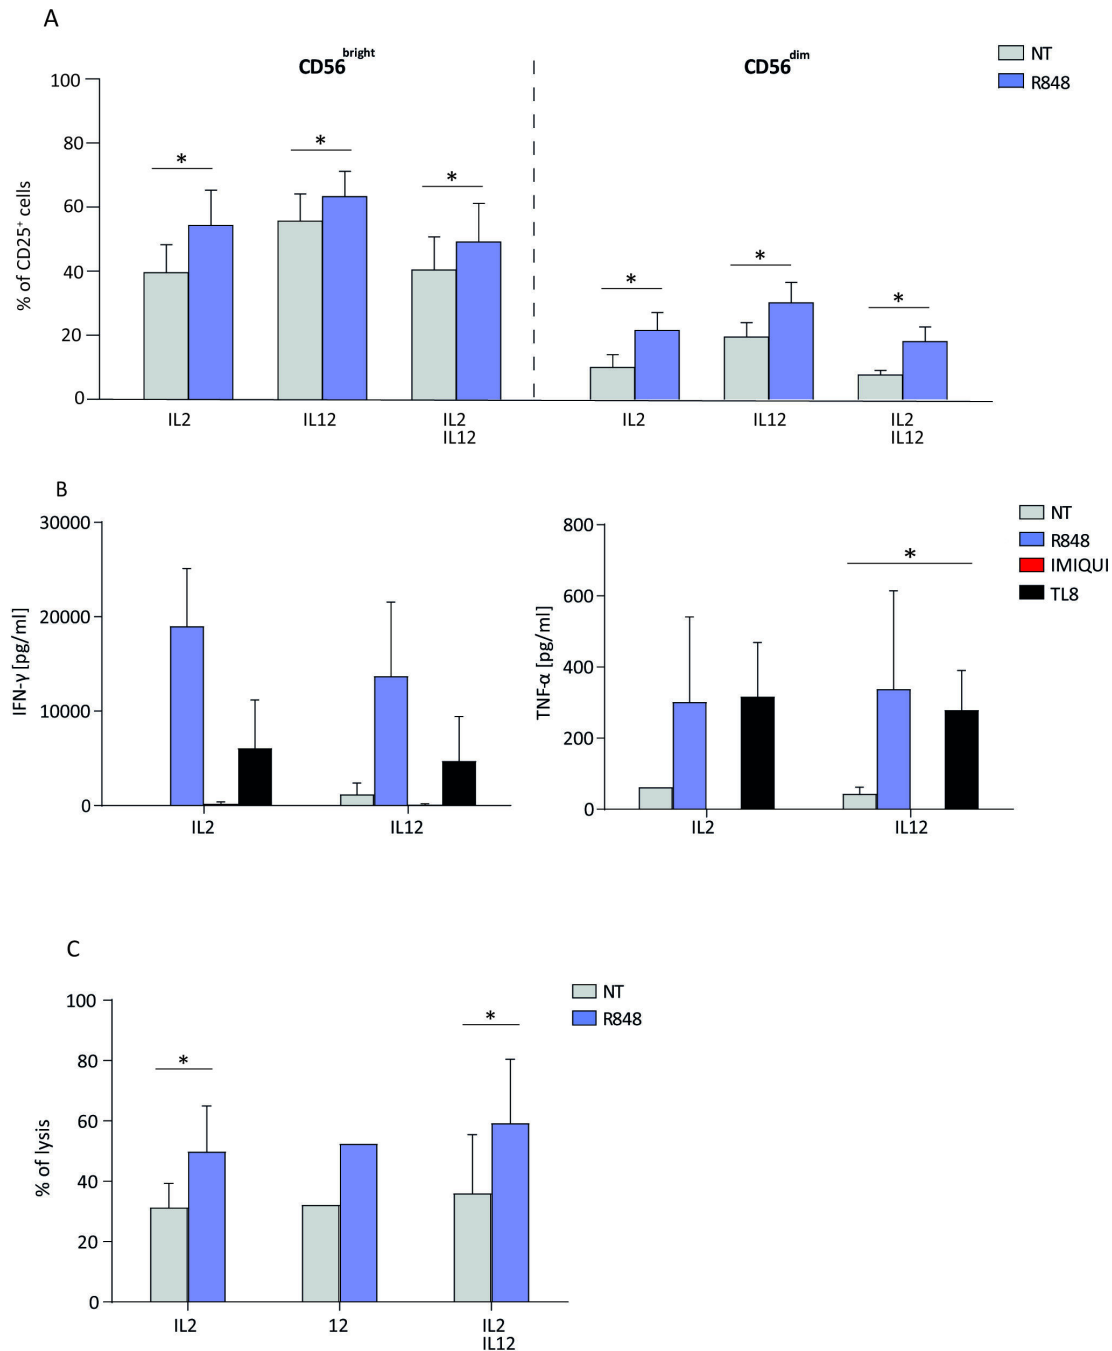 A
CD56bright
CD56dim
NT
R848
% of CD25+ cells
100
80
60
40
20
0
*
*
*
*
*
*
IL2
IL12
IL2
IL12
IL2
IL12
IL2
IL12
B
IFN-γ [pg/ml]
30000
20000
10000
0
IL2
IL12
TNF-α [pg/ml]
800
600
400
200
0
*
IL2
IL12
NT
R848
IMIQUI
TL8
C
% of lysis
100
80
60
40
20
0
*
*
IL2
12
IL2
IL12
NT
R848